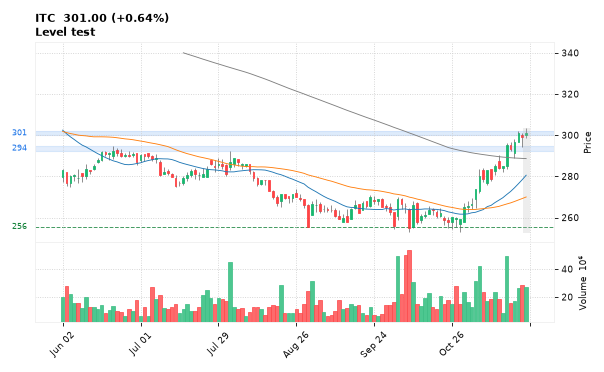 ITC  301.00 (+0.64%)
Level test
340
320
301
300
294
280
256
260
Price
40
20
Volume 10⁶
Jun 02
Jul 01
Jul 29
Aug 26
Sep 24
Oct 26